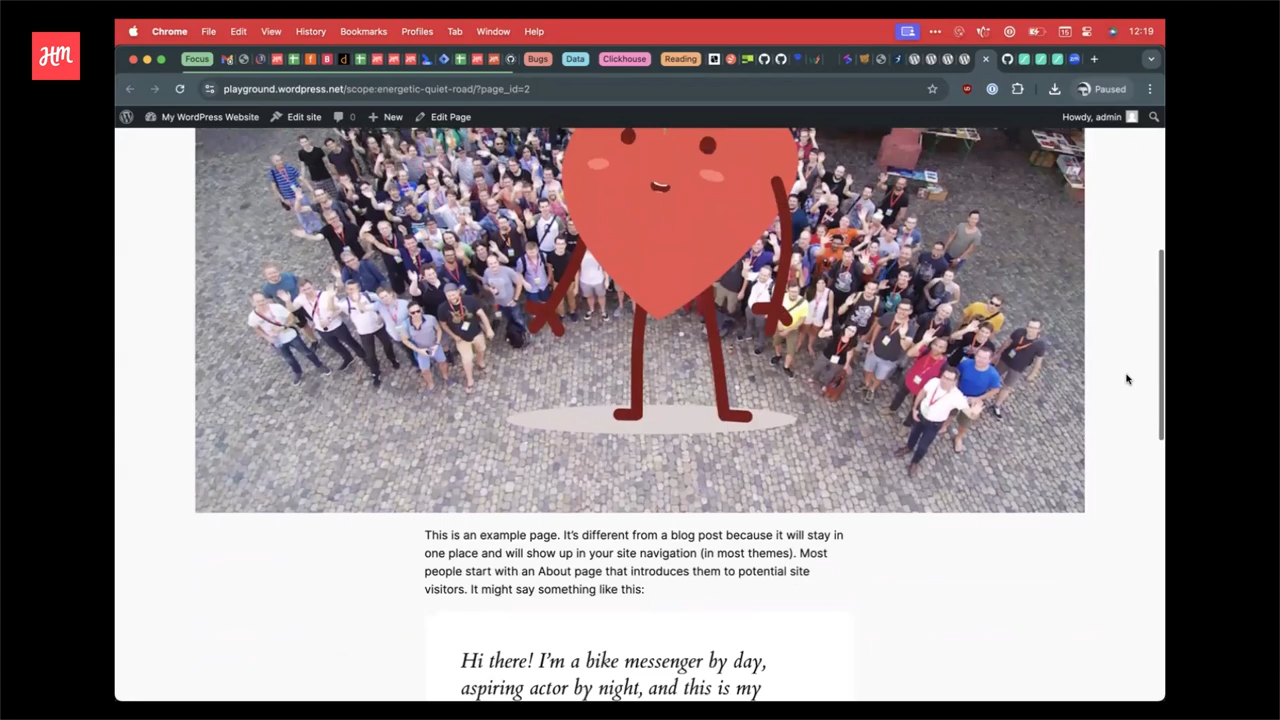 HM
Chrome File Edit View History Bookmarks Profiles Tab Window Help 15 12:19
Focus Bugs Data Clickhouse Reading
playground.wordpress.net/scope:energetic-quiet-road/?page_id=2 Paused
My WordPress Website Edit site 0 New Edit Page Howdy, admin
This is an example page. It’s different from a blog post because it will stay in
one place and will show up in your site navigation (in most themes). Most
people start with an About page that introduces them to potential site
visitors. It might say something like this:
Hi there! I’m a bike messenger by day,
aspiring actor by night, and this is my